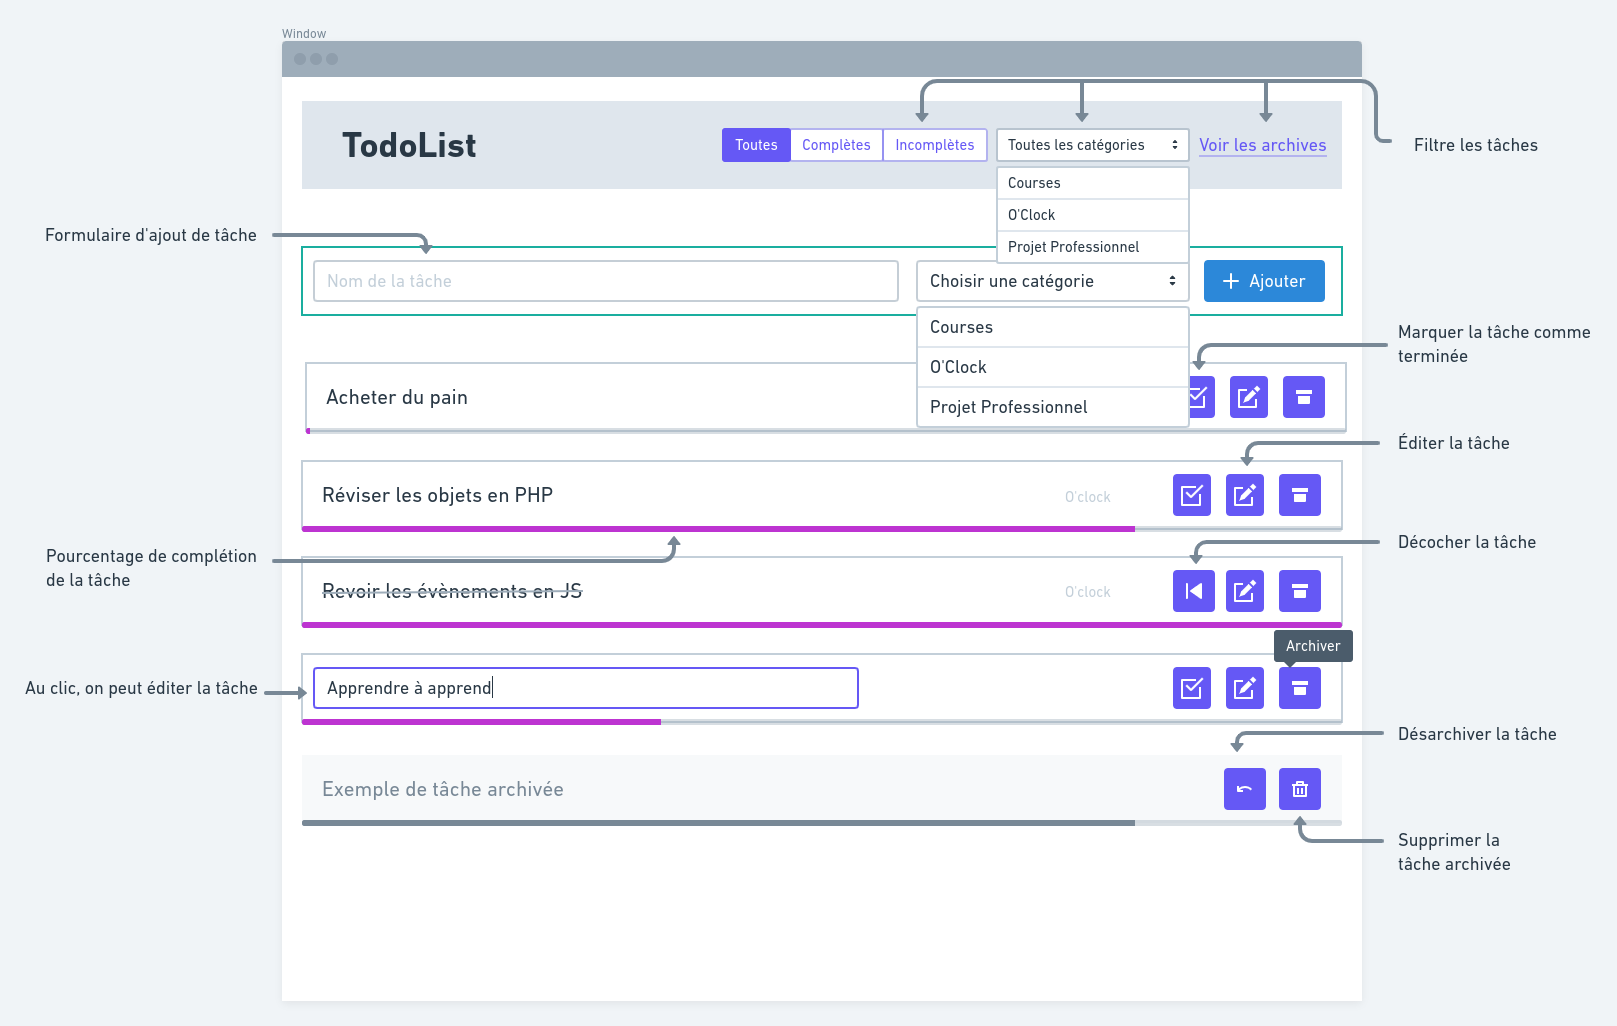 Window
TodoList
Toutes
Complètes
Incomplètes
Toutes les catégories
Voir les archives
Filtre les tâches
Courses
O'Clock
Projet Professionnel
Formulaire d'ajout de tâche
Nom de la tâche
Choisir une catégorie
Ajouter
Courses
O'Clock
Projet Professionnel
Marquer la tâche comme
terminée
Acheter du pain
Éditer la tâche
Réviser les objets en PHP
O'clock
Pourcentage de complétion
de la tâche
Décocher la tâche
Revoir les évènements en JS
O'clock
Archiver
Au clic, on peut éditer la tâche
Apprendre à apprend
Désarchiver la tâche
Exemple de tâche archivée
Supprimer la
tâche archivée